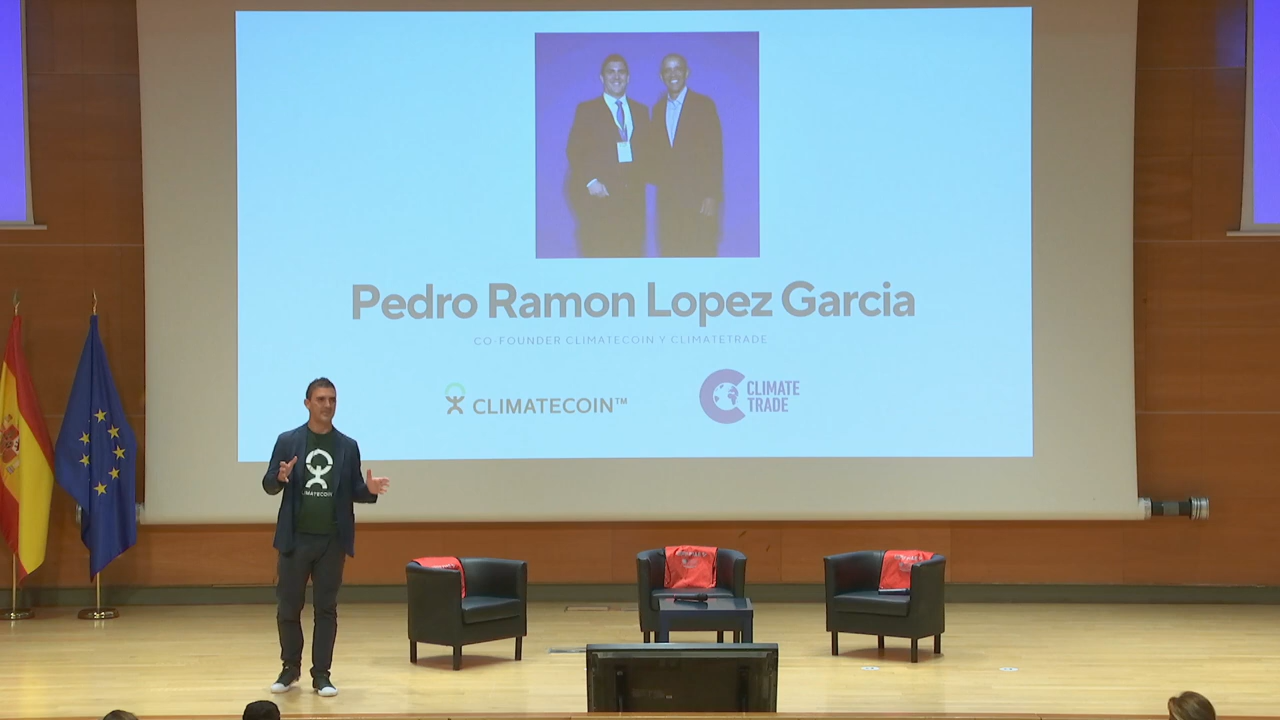 Pedro Ramon Lopez Garcia
CO-FOUNDER CLIMATECOIN Y CLIMATETRADE
CLIMATECOIN™
CLIMATE
TRADE
CLIMATECOIN